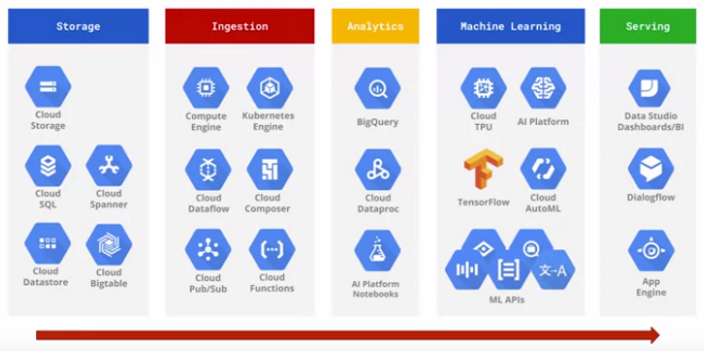 Storage
Cloud
Storage
Cloud
SQL
Cloud
Spanner
Cloud
Datastore
Cloud
Bigtable
Ingestion
Compute
Engine
Kubernetes
Engine
Cloud
Dataflow
Cloud
Composer
Cloud
Pub/Sub
Cloud
Functions
Analytics
BigQuery
Cloud
Dataproc
AI Platform
Notebooks
Machine Learning
Cloud
TPU
AI Platform
TensorFlow
Cloud
AutoML
文→A
ML APIs
Serving
Data Studio
Dashboards/BI
Dialogflow
App
Engine